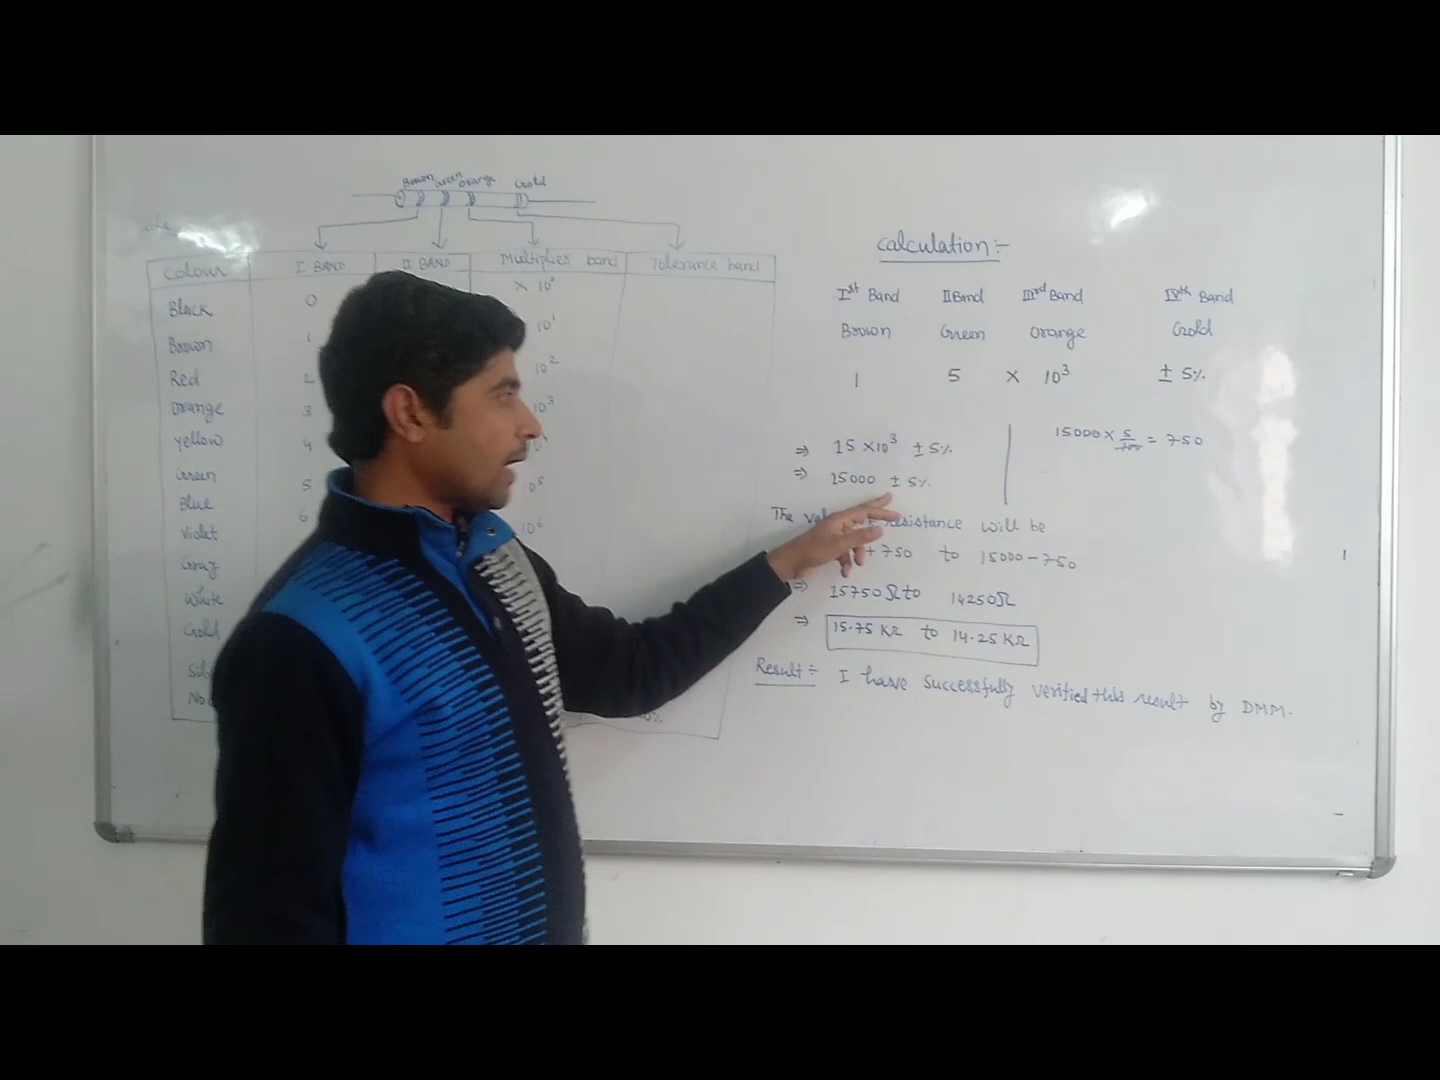 Brown Green Orange Gold
Colour I BAND II BAND Multiplier band Tolerance band
Black 0 × 10⁰
Brown 1 10¹
Red 2 10²
Orange 3 10³
Yellow 4
Green 5
Blue 6 10⁶
Violet
Gray
White
Gold
Calculation:-
Iˢᵗ Band II Band IIIʳᵈ Band IVᵗʰ Band
Brown Green Orange Gold
1 5 × 10³ ± 5%
⇒ 15 × 10³ ± 5%
15000 × 5/100 = 750
⇒ 15000 ± 5%
The resistance will be
+ 750 to 15000 - 750
⇒ 15750 Ω to 14250 Ω
⇒ 15.75 KΩ to 14.25 KΩ
Result:- I have successfully verified this result by DMM.